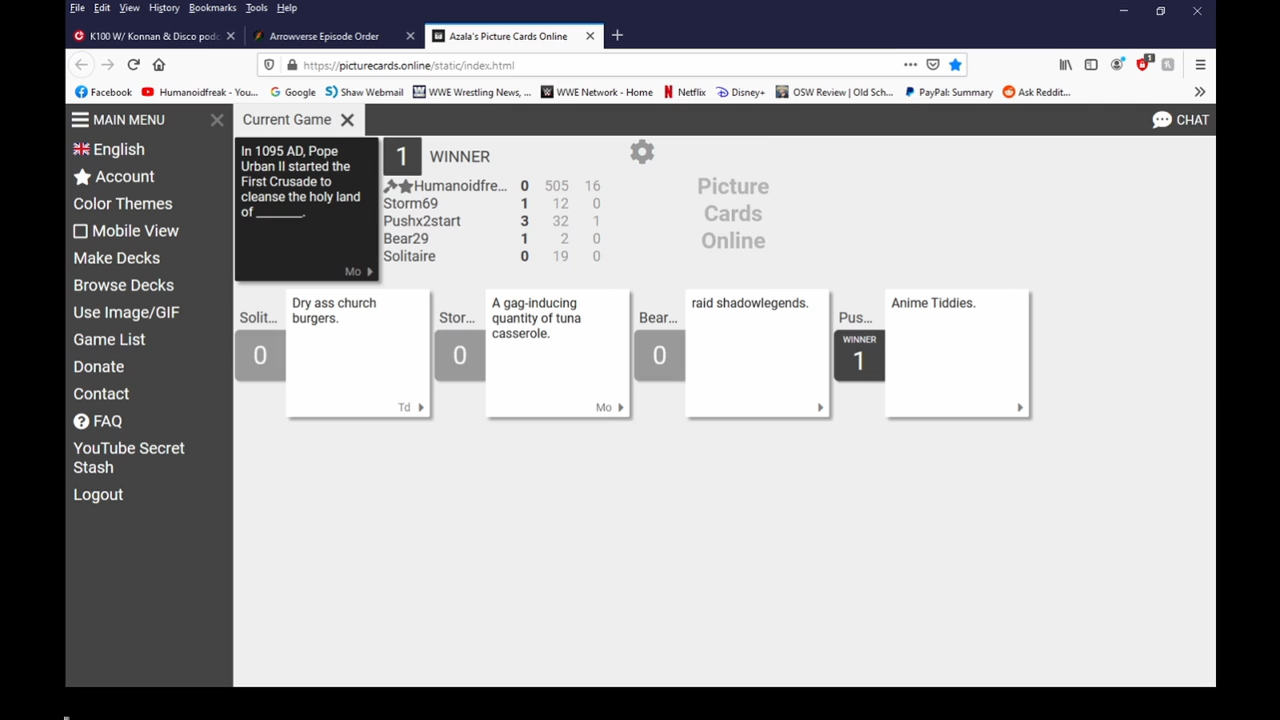 File Edit View History Bookmarks Tools Help
K100 W/ Konnan & Disco podc
Arrowverse Episode Order
Azala's Picture Cards Online
https://picturecards.online/static/index.html
Facebook Humanoidfreak - You... Google Shaw Webmail WWE Wrestling News, ... WWE Network - Home Netflix Disney+ OSW Review | Old Sch... PayPal: Summary Ask Reddit...
MAIN MENU
Current Game
CHAT
English
Account
Color Themes
Mobile View
Make Decks
Browse Decks
Use Image/GIF
Game List
Donate
Contact
FAQ
YouTube Secret
Stash
Logout
In 1095 AD, Pope
Urban II started the
First Crusade to
cleanse the holy land
of ________.
Mo
1 WINNER
Humanoidfre... 0 505 16
Storm69 1 12 0
Pushx2start 3 32 1
Bear29 1 2 0
Solitaire 0 19 0
Picture
Cards
Online
Solit...
0
Dry ass church
burgers.
Td
Stor...
0
A gag-inducing
quantity of tuna
casserole.
Mo
Bear...
0
raid shadowlegends.
Pus...
WINNER
1
Anime Tiddies.